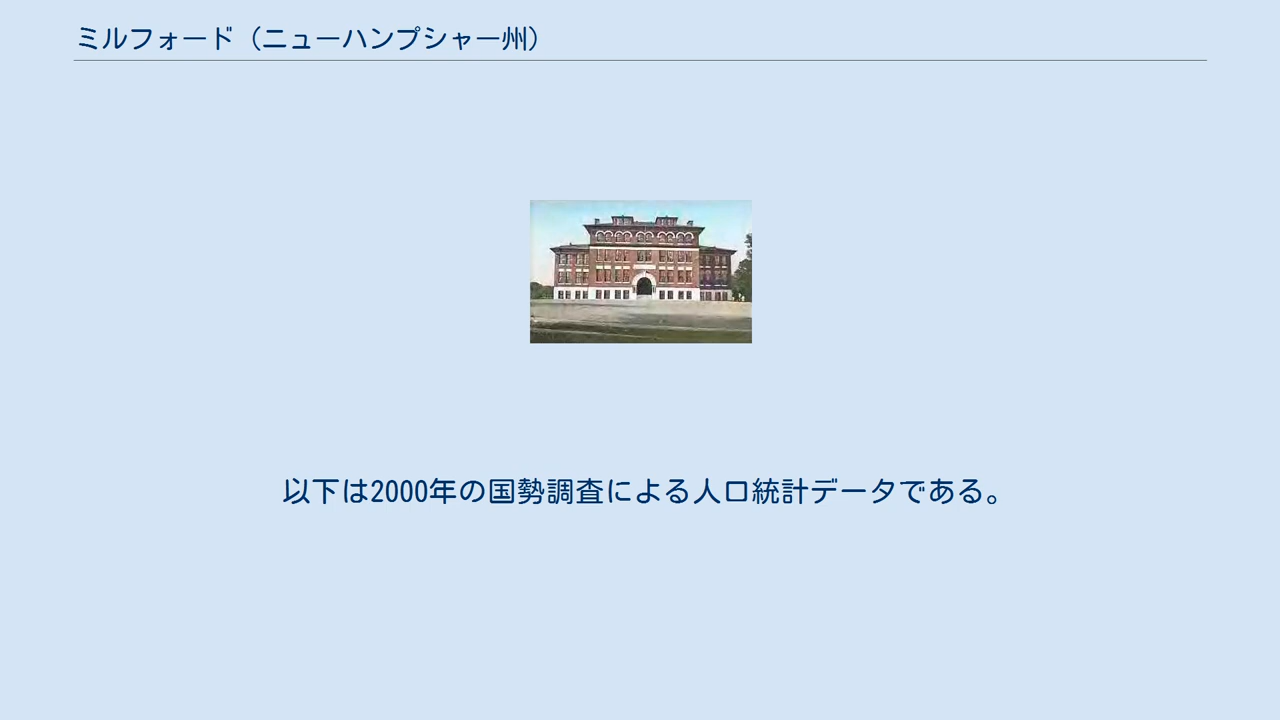 ミルフォード（ニューハンプシャー州）
以下は2000年の国勢調査による人口統計データである。